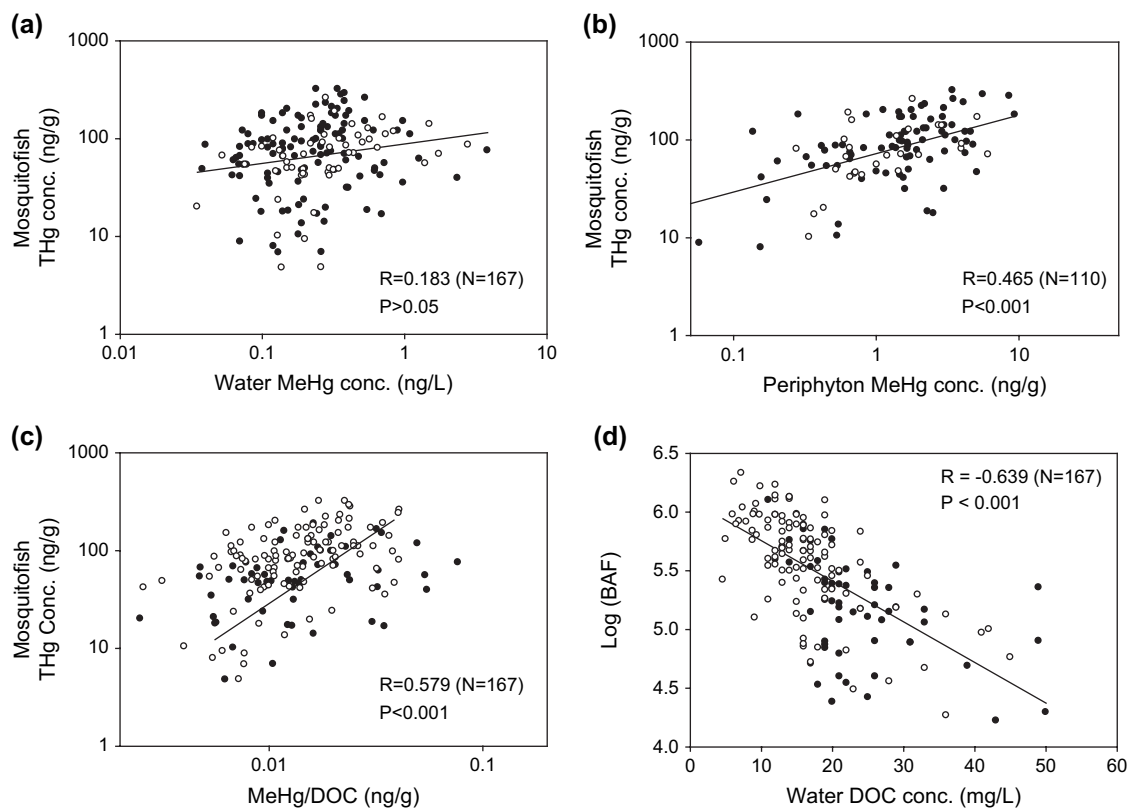 (a)
1000
100
10
1
Mosquitofish
THg conc. (ng/g)
R=0.183 (N=167)
P>0.05
0.01 0.1 1 10
Water MeHg conc. (ng/L)
(b)
1000
100
10
1
Mosquitofish
THg conc. (ng/g)
R=0.465 (N=110)
P<0.001
0.1 1 10
Periphyton MeHg conc. (ng/g)
(c)
1000
100
10
1
Mosquitofish
THg Conc. (ng/g)
R=0.579 (N=167)
P<0.001
0.01 0.1
MeHg/DOC (ng/g)
(d)
6.5
6.0
5.5
5.0
4.5
4.0
Log (BAF)
R = -0.639 (N=167)
P < 0.001
0 10 20 30 40 50 60
Water DOC conc. (mg/L)